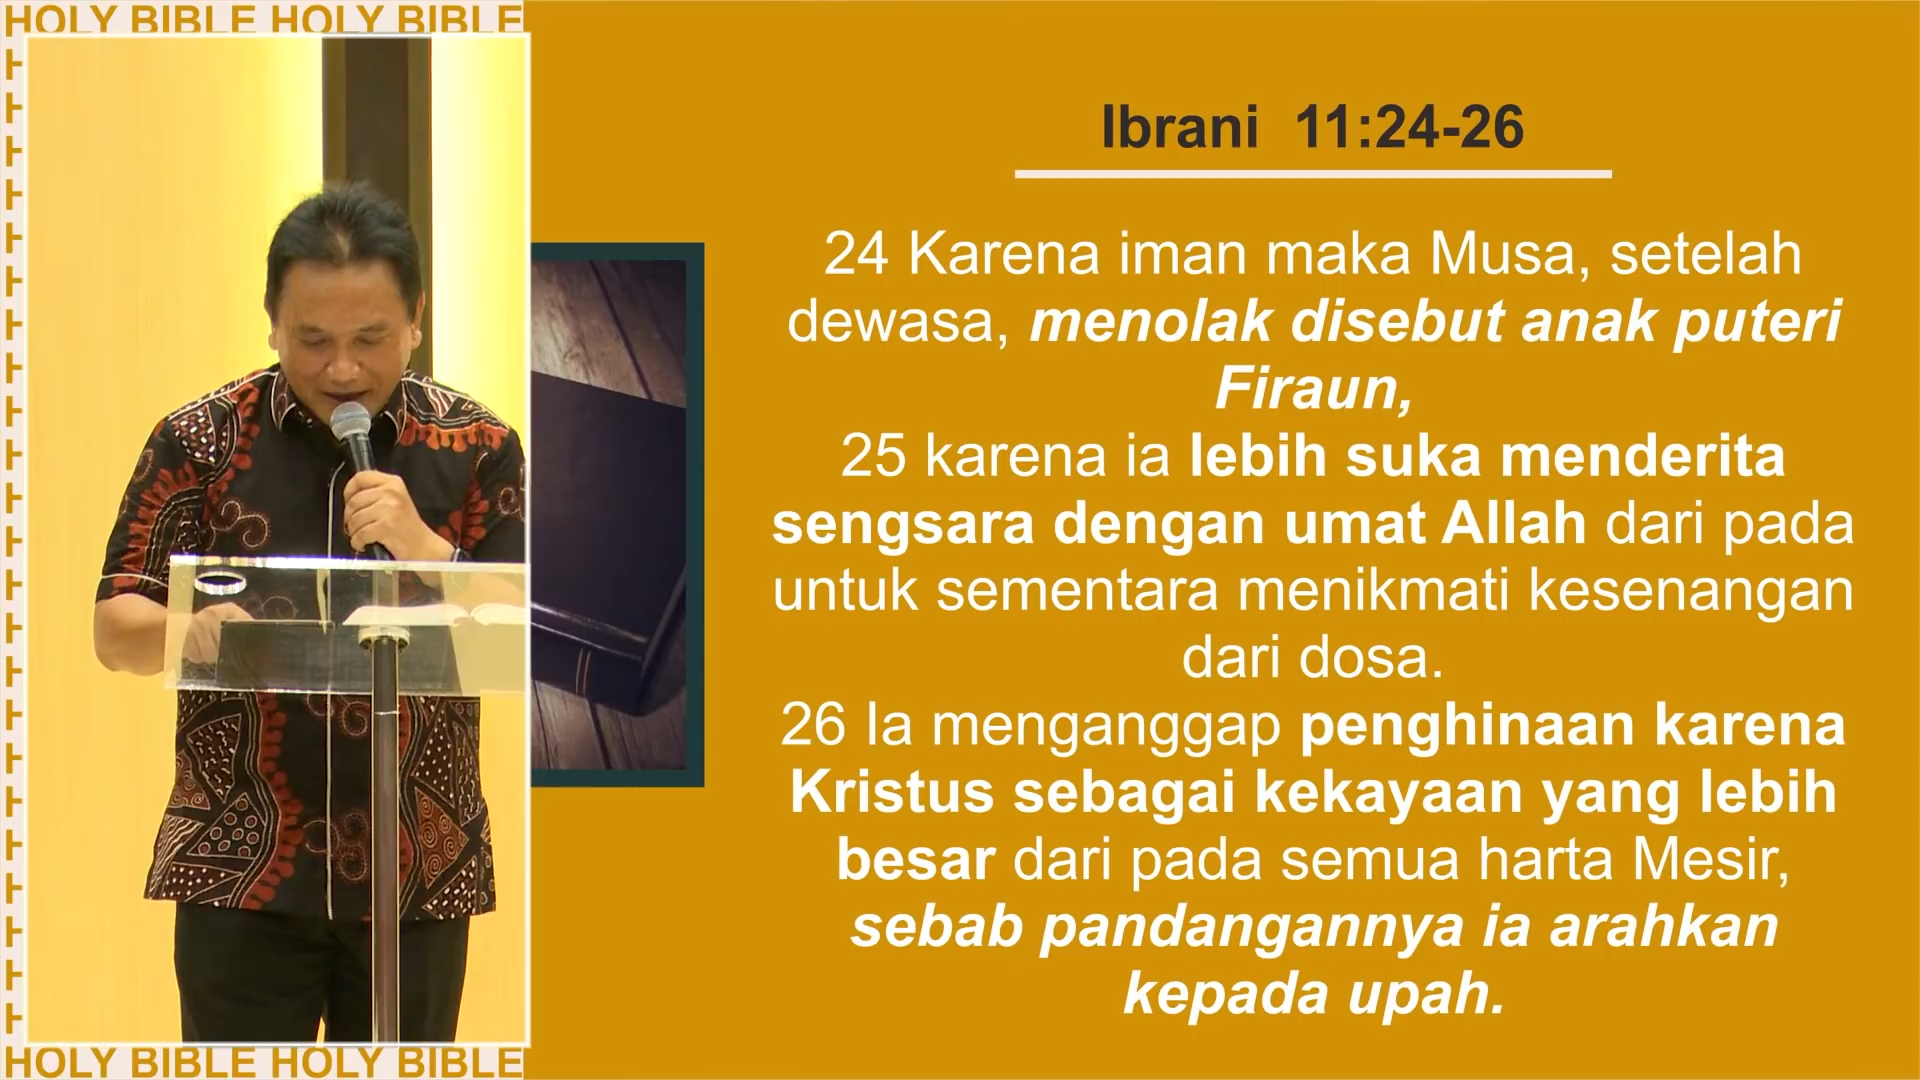 HOLY BIBLE HOLY BIBLE
Ibrani 11:24-26
24 Karena iman maka Musa, setelah
dewasa, menolak disebut anak puteri
Firaun,
25 karena ia lebih suka menderita
sengsara dengan umat Allah dari pada
untuk sementara menikmati kesenangan
dari dosa.
26 Ia menganggap penghinaan karena
Kristus sebagai kekayaan yang lebih
besar dari pada semua harta Mesir,
sebab pandangannya ia arahkan
kepada upah.
HOLY BIBLE HOLY BIBLE